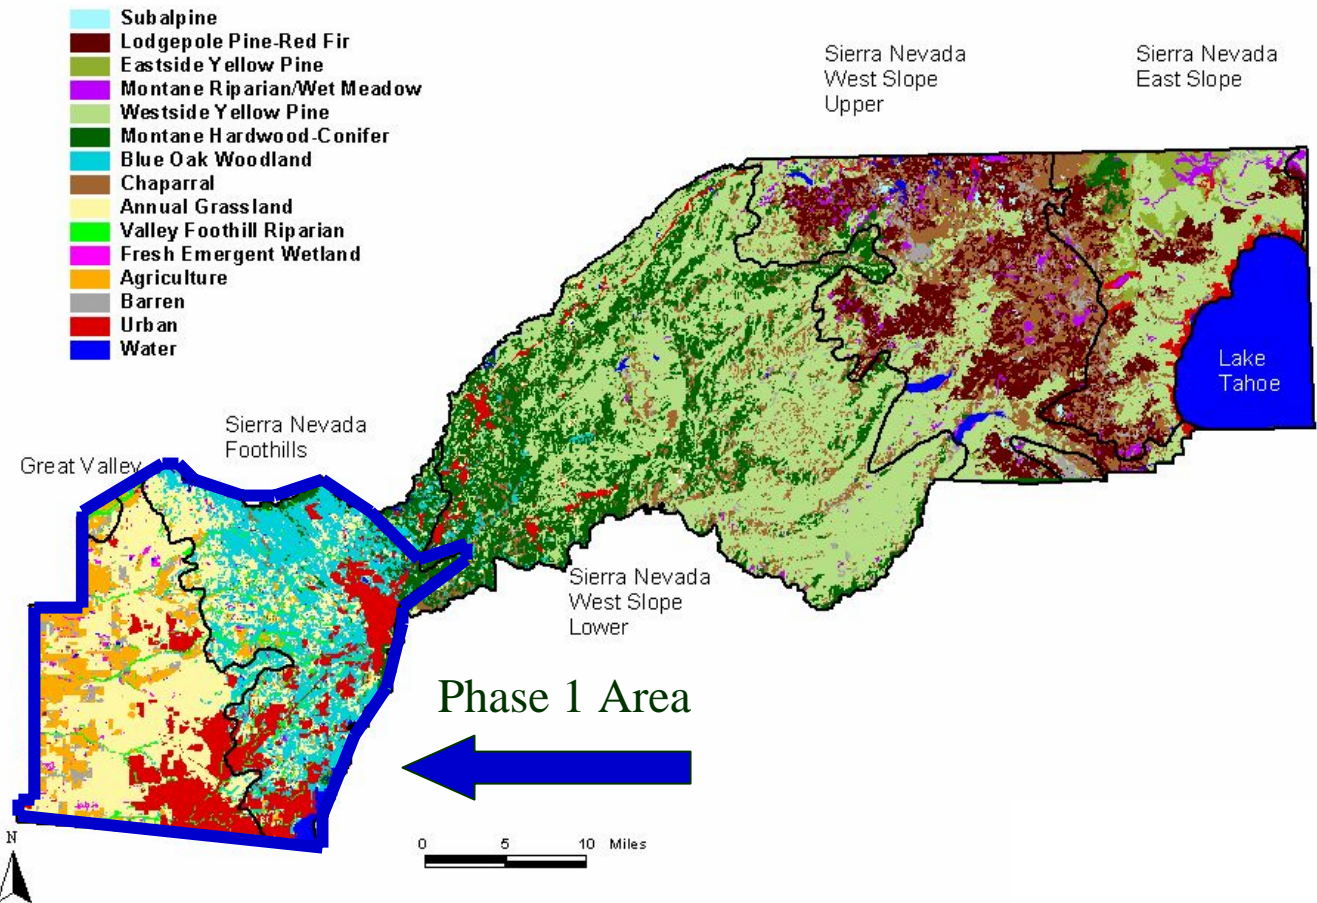 Subalpine
Lodgepole Pine-Red Fir
Eastside Yellow Pine
Montane Riparian/Wet Meadow
Westside Yellow Pine
Montane Hardwood-Conifer
Blue Oak Woodland
Chaparral
Annual Grassland
Valley Foothill Riparian
Fresh Emergent Wetland
Agriculture
Barren
Urban
Water
Sierra Nevada
West Slope
Upper
Sierra Nevada
East Slope
Lake
Tahoe
Sierra Nevada
Foothills
Great Valley
Sierra Nevada
West Slope
Lower
Phase 1 Area
0 5 10 Miles
N